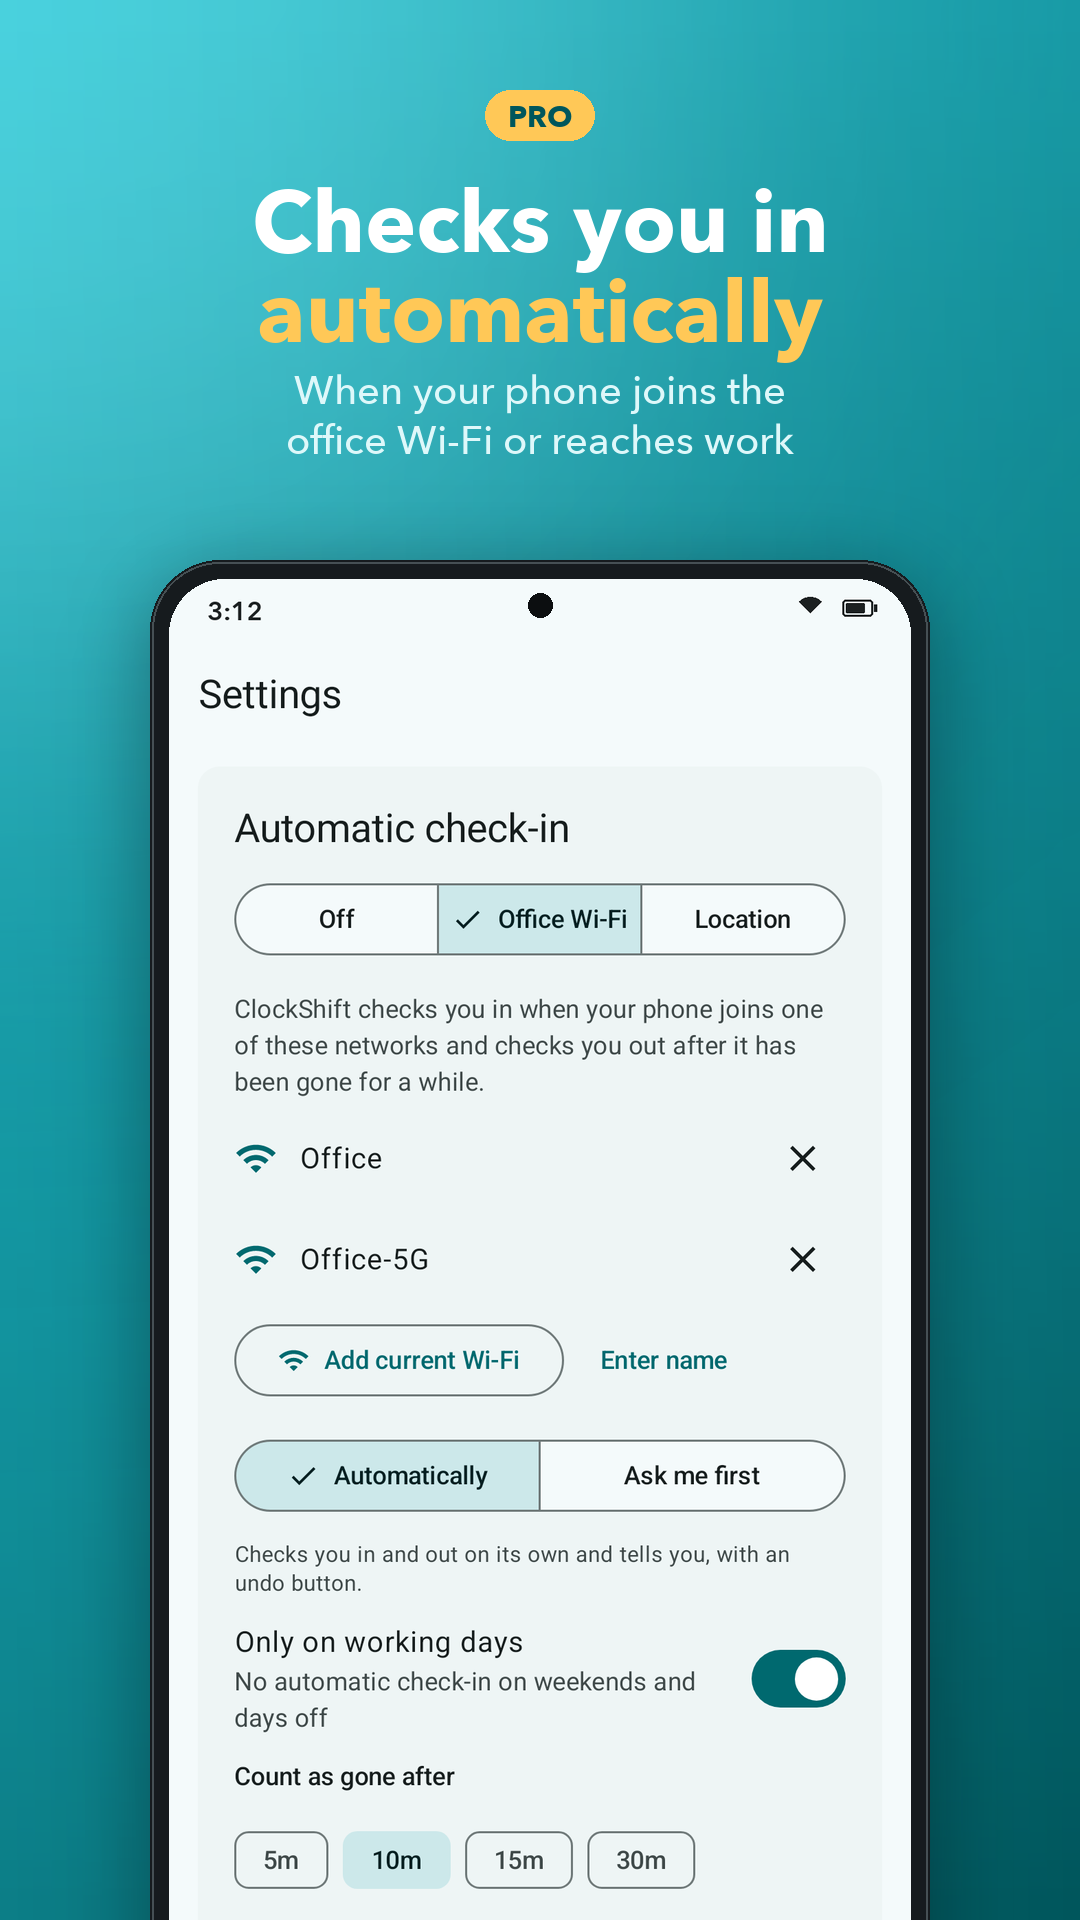 PRO
Checks you in
automatically
When your phone joins the
office Wi-Fi or reaches work
3:12
Settings
Automatic check-in
Off
Office Wi-Fi
Location
ClockShift checks you in when your phone joins one
of these networks and checks you out after it has
been gone for a while.
Office
Office-5G
Add current Wi-Fi
Enter name
Automatically
Ask me first
Checks you in and out on its own and tells you, with an
undo button.
Only on working days
No automatic check-in on weekends and
days off
Count as gone after
5m
10m
15m
30m